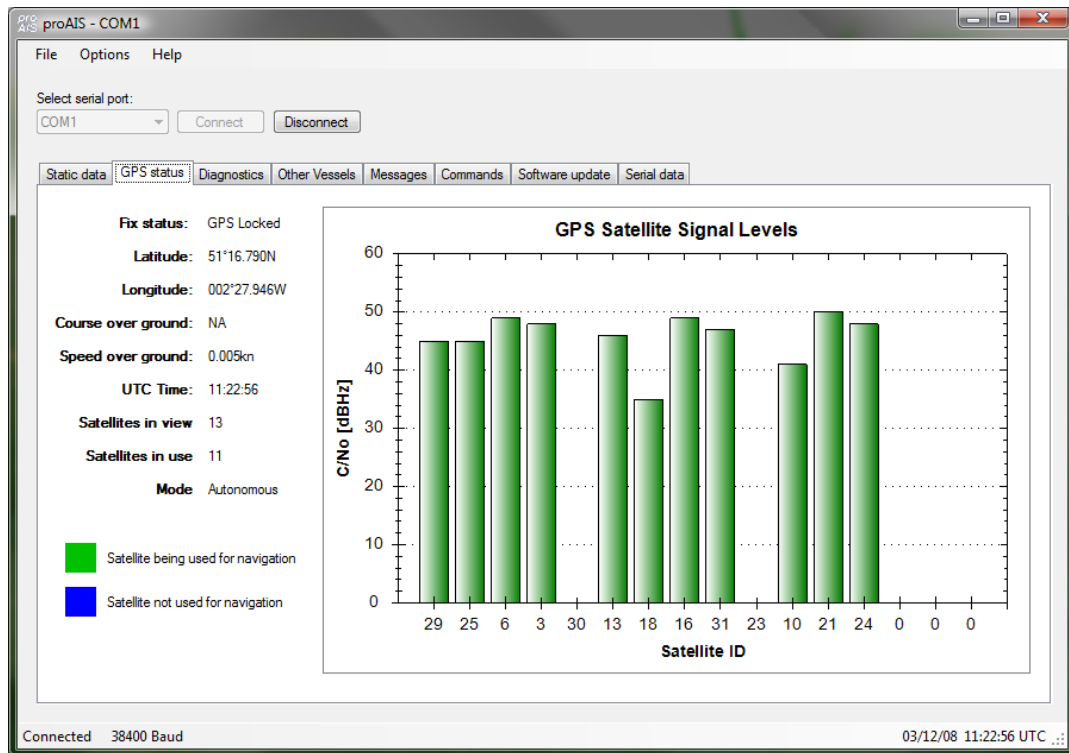 pro AIS proAIS - COM1
File Options Help
Select serial port:
COM1 Connect Disconnect
Static data GPS status Diagnostics Other Vessels Messages Commands Software update Serial data
Fix status: GPS Locked
Latitude: 51°16.790N
Longitude: 002°27.946W
Course over ground: NA
Speed over ground: 0.005kn
UTC Time: 11:22:56
Satellites in view 13
Satellites in use 11
Mode Autonomous
Satellite being used for navigation
Satellite not used for navigation
GPS Satellite Signal Levels
60
50
40
30
20
10
0
C/No [dBHz]
29 25 6 3 30 13 18 16 31 23 10 21 24 0 0 0
Satellite ID
Connected 38400 Baud 03/12/08 11:22:56 UTC